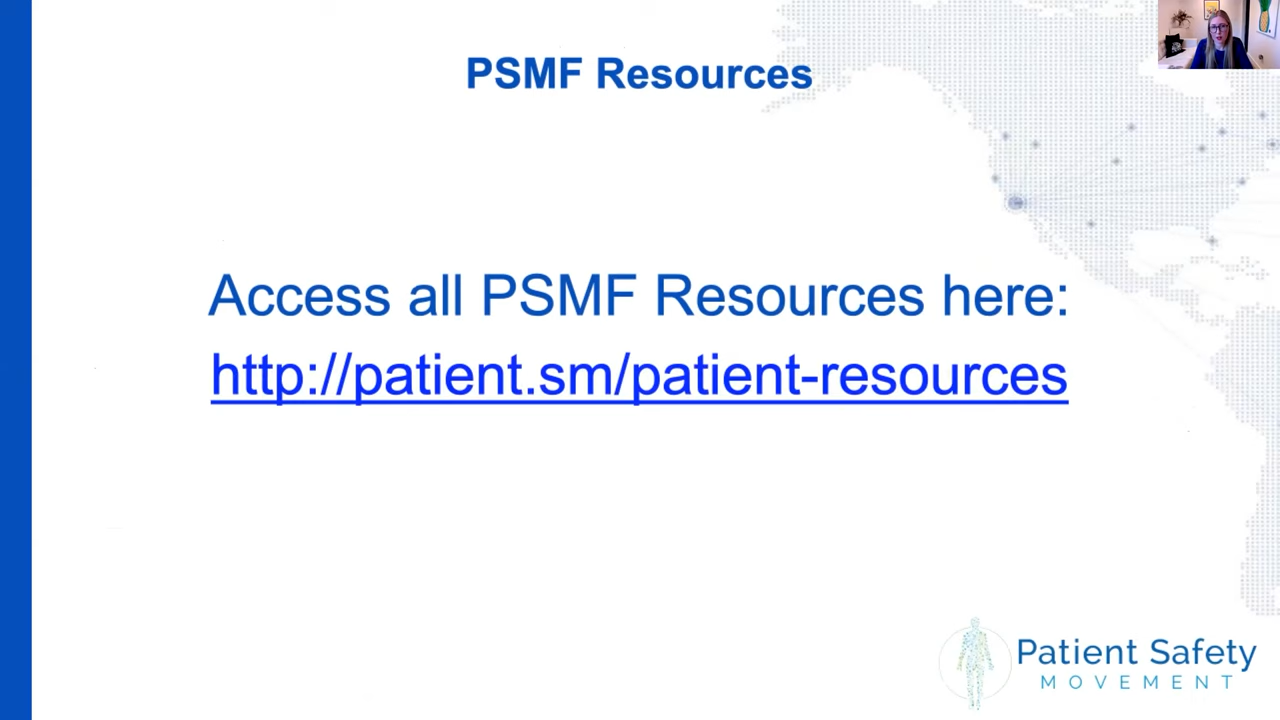 PSMF Resources
Access all PSMF Resources here:
http://patient.sm/patient-resources
Patient Safety
MOVEMENT